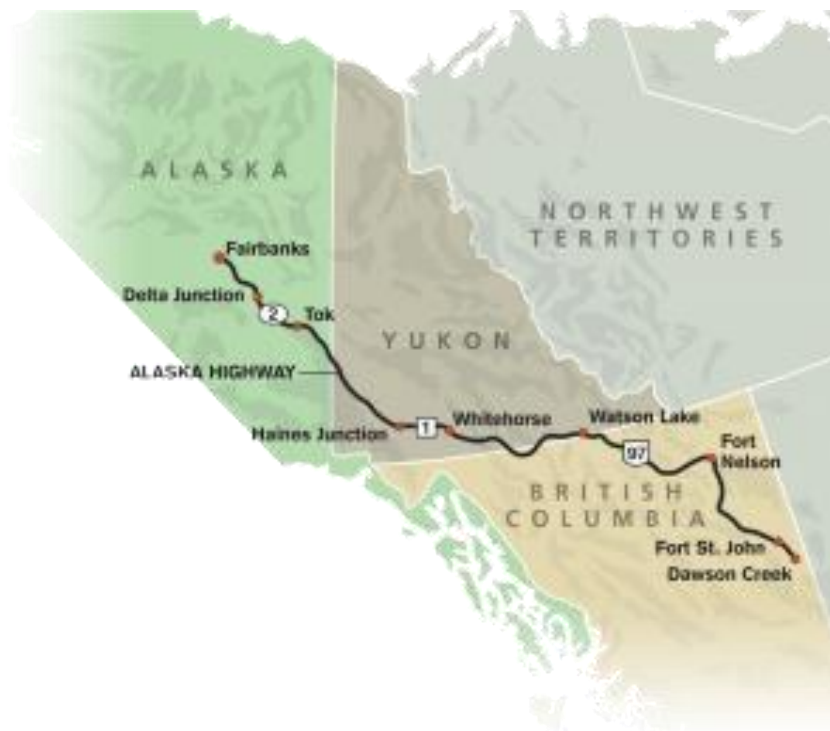 ALASKA
NORTHWEST
TERRITORIES
Fairbanks
Delta Junction
2
Tok
YUKON
ALASKA HIGHWAY
Haines Junction
1
Whitehorse
Watson Lake
97
Fort
Nelson
BRITISH
COLUMBIA
Fort St. John
Dawson Creek